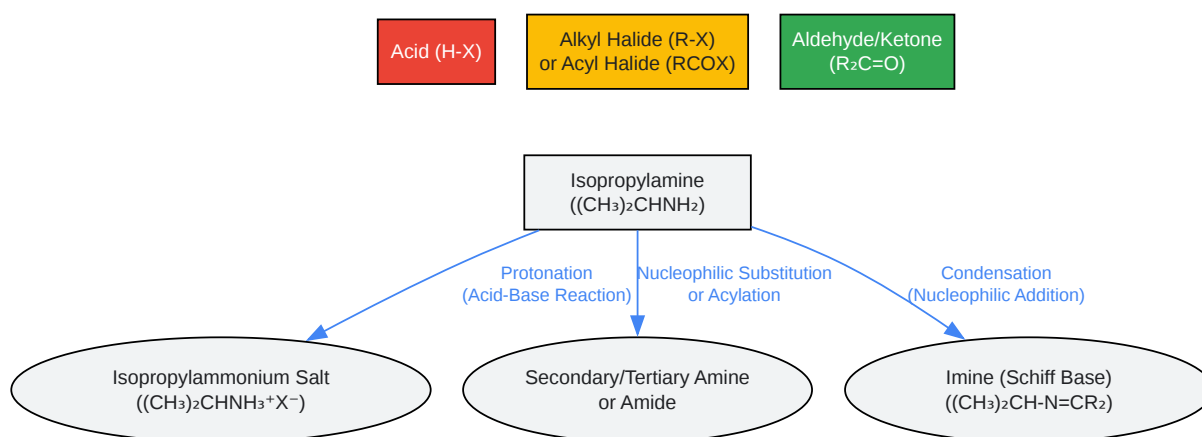 Acid (H-X)
Alkyl Halide (R-X)
or Acyl Halide (RCOX)
Aldehyde/Ketone
(R₂C=O)
Isopropylamine
((CH₃)₂CHNH₂)
Protonation
(Acid-Base Reaction)
Nucleophilic Substitution
or Acylation
Condensation
(Nucleophilic Addition)
Isopropylammonium Salt
((CH₃)₂CHNH₃⁺X⁻)
Secondary/Tertiary Amine
or Amide
Imine (Schiff Base)
((CH₃)₂CH-N=CR₂)